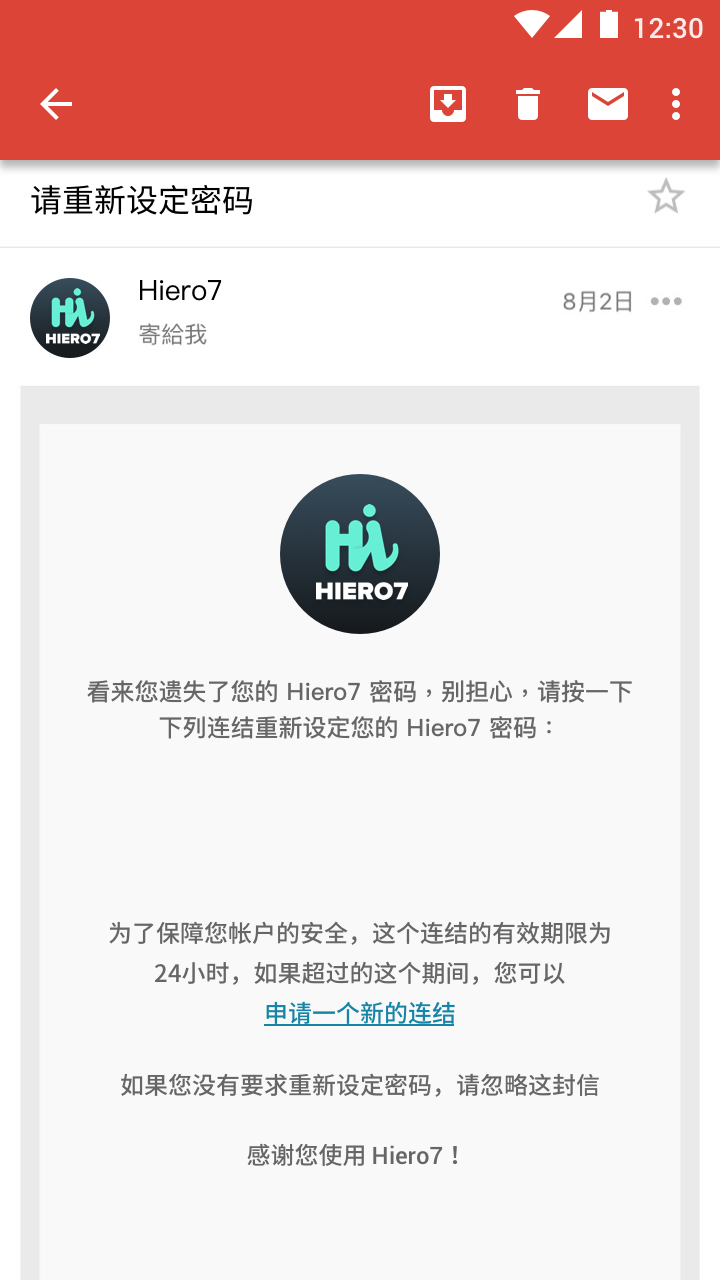 12:30
请重新设定密码
Hiero7
8月2日
寄給我
Hi
HIERO7
Hi
HIERO7
看来您遗失了您的 Hiero7 密码，别担心，请按一下
下列连结重新设定您的 Hiero7 密码：
为了保障您帐户的安全，这个连结的有效期限为
24小时，如果超过的这个期间，您可以
申请一个新的连结
如果您没有要求重新设定密码，请忽略这封信
感谢您使用 Hiero7！